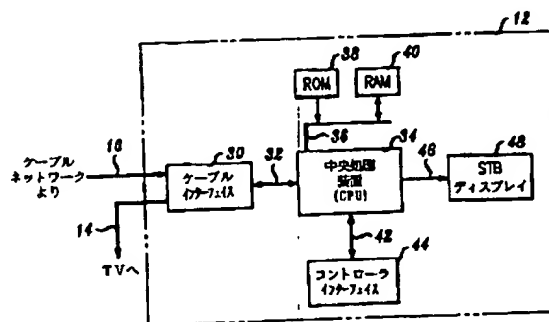 12
38
40
ROM
RAM
ケーブル
ネットワーク
より
16
30
ケーブル
インターフェイス
32
36
34
中央処理
装置
(CPU)
46
48
STB
ディスプレイ
14
TVへ
42
44
コントローラ
インターフェイス